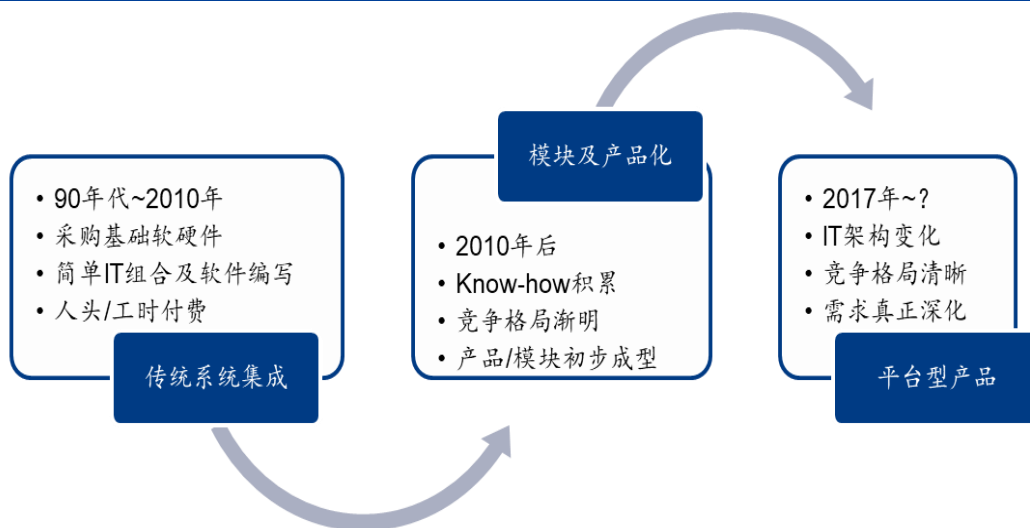 • 90年代~2010年
• 采购基础软硬件
• 简单IT组合及软件编写
• 人头/工时付费
传统系统集成
模块及产品化
• 2010年后
• Know-how积累
• 竞争格局渐明
• 产品/模块初步成型
• 2017年~?
• IT架构变化
• 竞争格局清晰
• 需求真正深化
平台型产品